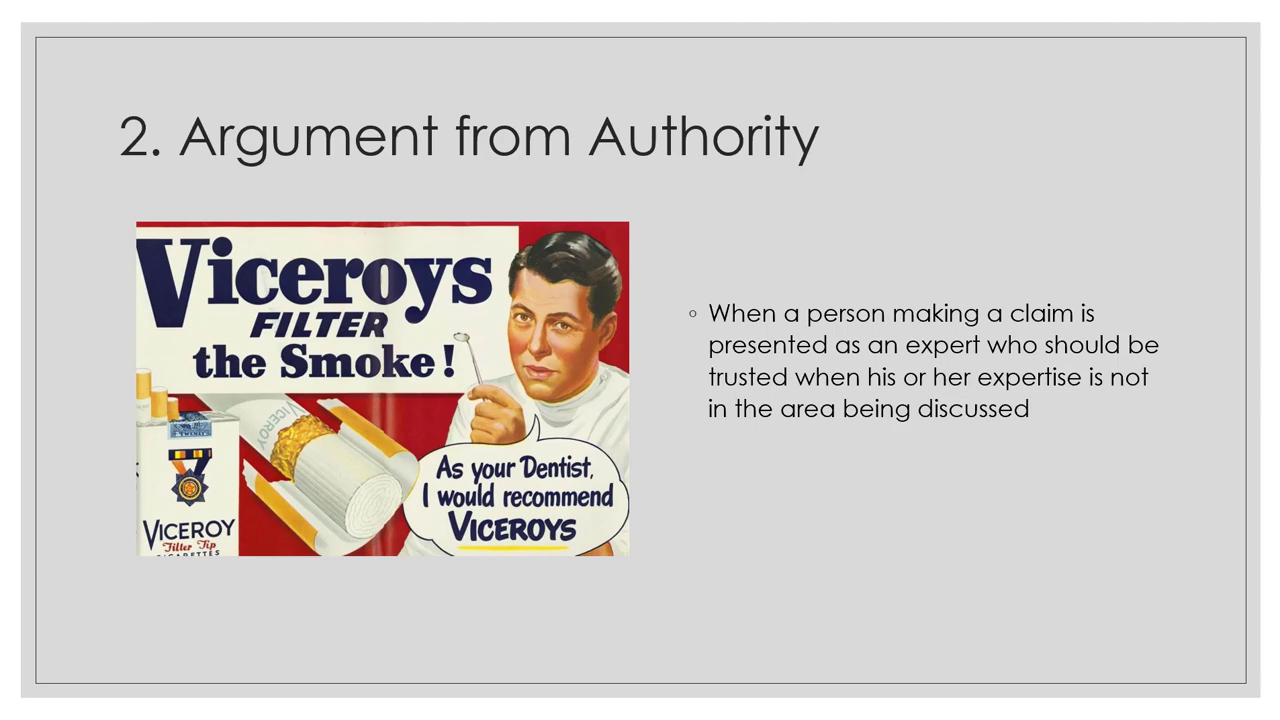 2. Argument from Authority
Viceroys
FILTER
the Smoke!
VICEROY
VICEROY
Filter Tip
CIGARETTES
As your Dentist,
I would recommend
VICEROYS
◦ When a person making a claim is
presented as an expert who should be
trusted when his or her expertise is not
in the area being discussed